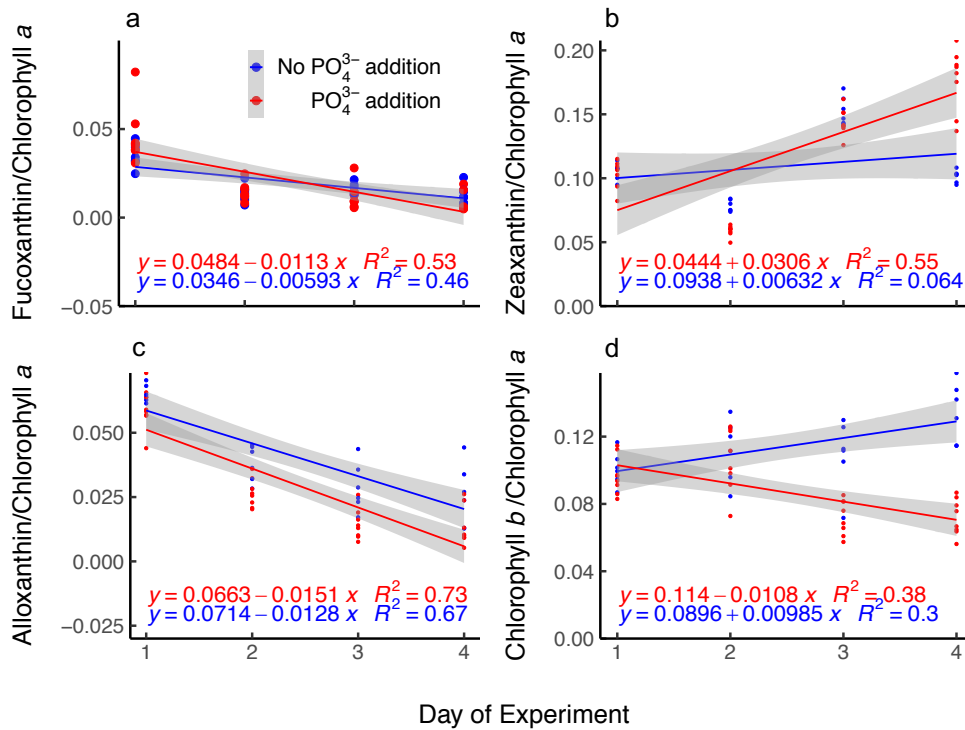 a
Fucoxanthin/Chlorophyll a
0.05
0.00
−0.05
No PO₄³⁻ addition
PO₄³⁻ addition
y = 0.0484 − 0.0113 x R² = 0.53
y = 0.0346 − 0.00593 x R² = 0.46
b
Zeaxanthin/Chlorophyll a
0.20
0.15
0.10
0.05
0.00
y = 0.0444 + 0.0306 x R² = 0.55
y = 0.0938 + 0.00632 x R² = 0.064
c
Alloxanthin/Chlorophyll a
0.050
0.025
0.000
−0.025
y = 0.0663 − 0.0151 x R² = 0.73
y = 0.0714 − 0.0128 x R² = 0.67
1 2 3 4
d
Chlorophyll b /Chlorophyll a
0.12
0.08
0.04
0.00
y = 0.114 − 0.0108 x R² = 0.38
y = 0.0896 + 0.00985 x R² = 0.3
1 2 3 4
Day of Experiment